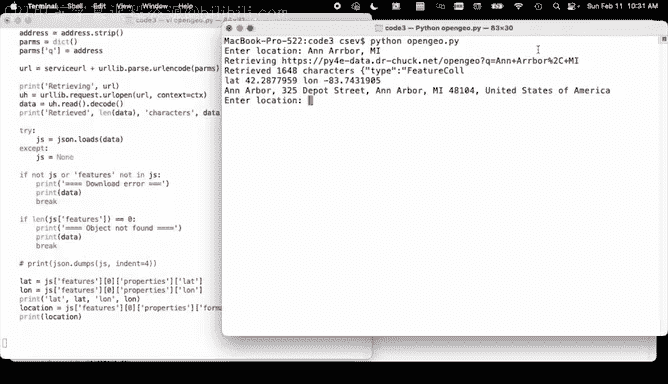 Shell Edit View Window Help
Sun Feb 11 10:31 AM
code3 — vi opengeo.py — 84×36
address = address.strip()
parms = dict()
parms['q'] = address
url = serviceurl + urllib.parse.urlencode(parms)
print('Retrieving', url)
uh = urllib.request.urlopen(url, context=ctx)
data = uh.read().decode()
print('Retrieved', len(data), 'characters', data
try:
js = json.loads(data)
except:
js = None
if not js or 'features' not in js:
print('==== Download error ===')
print(data)
break
if len(js['features']) == 0:
print('==== Object not found ====')
print(data)
break
# print(json.dumps(js, indent=4))
lat = js['features'][0]['properties']['lat']
lon = js['features'][0]['properties']['lon']
print('lat', lat, 'lon', lon)
location = js['features'][0]['properties']['forma
print(location)
code3 — Python opengeo.py — 83×30
MacBook-Pro-522:code3 csev$ python opengeo.py
Enter location: Ann Arrbor, MI
Retrieving https://py4e-data.dr-chuck.net/opengeo?q=Ann+Arrbor%2C+MI
Retrieved 1648 characters {"type":"FeatureColl
lat 42.2877959 lon -83.7431905
Ann Arbor, 325 Depot Street, Ann Arbor, MI 48104, United States of America
Enter location: